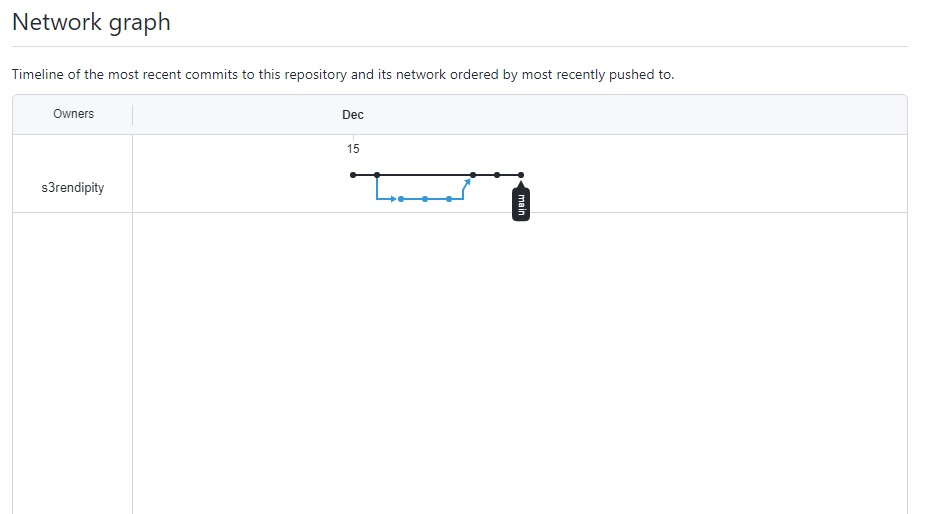 Network graph
Timeline of the most recent commits to this repository and its network ordered by most recently pushed to.
Owners
Dec
15
s3rendipity
main